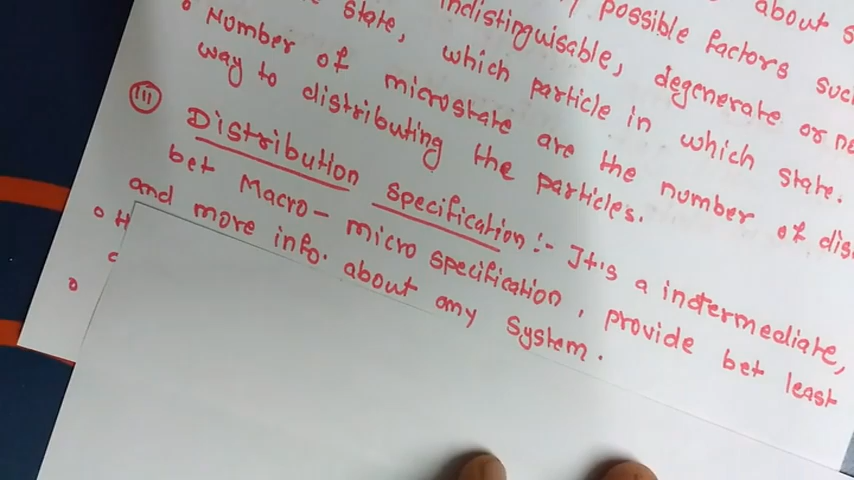 about
state, indistinguisable, possible factors such
which particle in degenerate or
Number of microstate are the which state.
way to distributing the particles. number of dis
(iii) Distribution specification :- It's a indermediate,
bet Macro- micro specification, provide bet least
and more info. about any System.